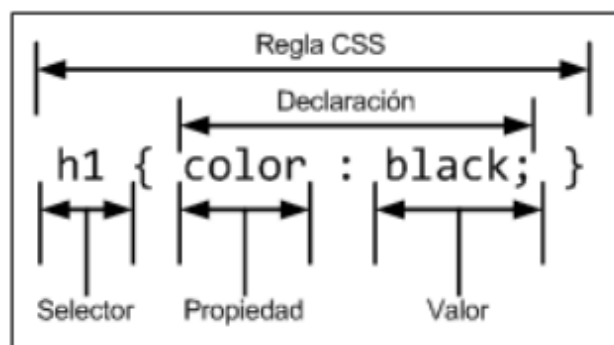 Regla CSS
Declaración
h1 { color : black; }
Selector Propiedad Valor